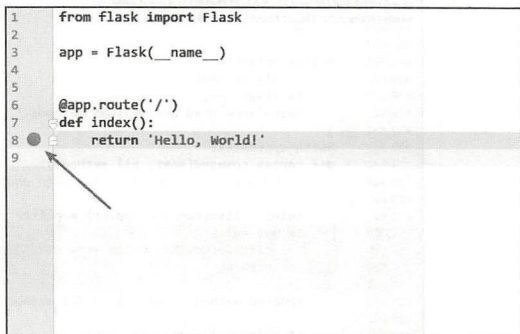 1 from flask import Flask
2
3 app = Flask(__name__)
4
5
6 @app.route('/')
7 def index():
8 return 'Hello, World!'
9